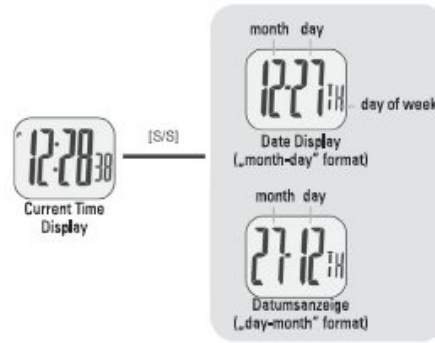 month day
12-27 TH
day of week
Date Display
(„month-day“ format)
[S/S]
12:28 38
Current Time
Display
month day
27-12 TH
Datumsanzeige
(„day-month“ format)